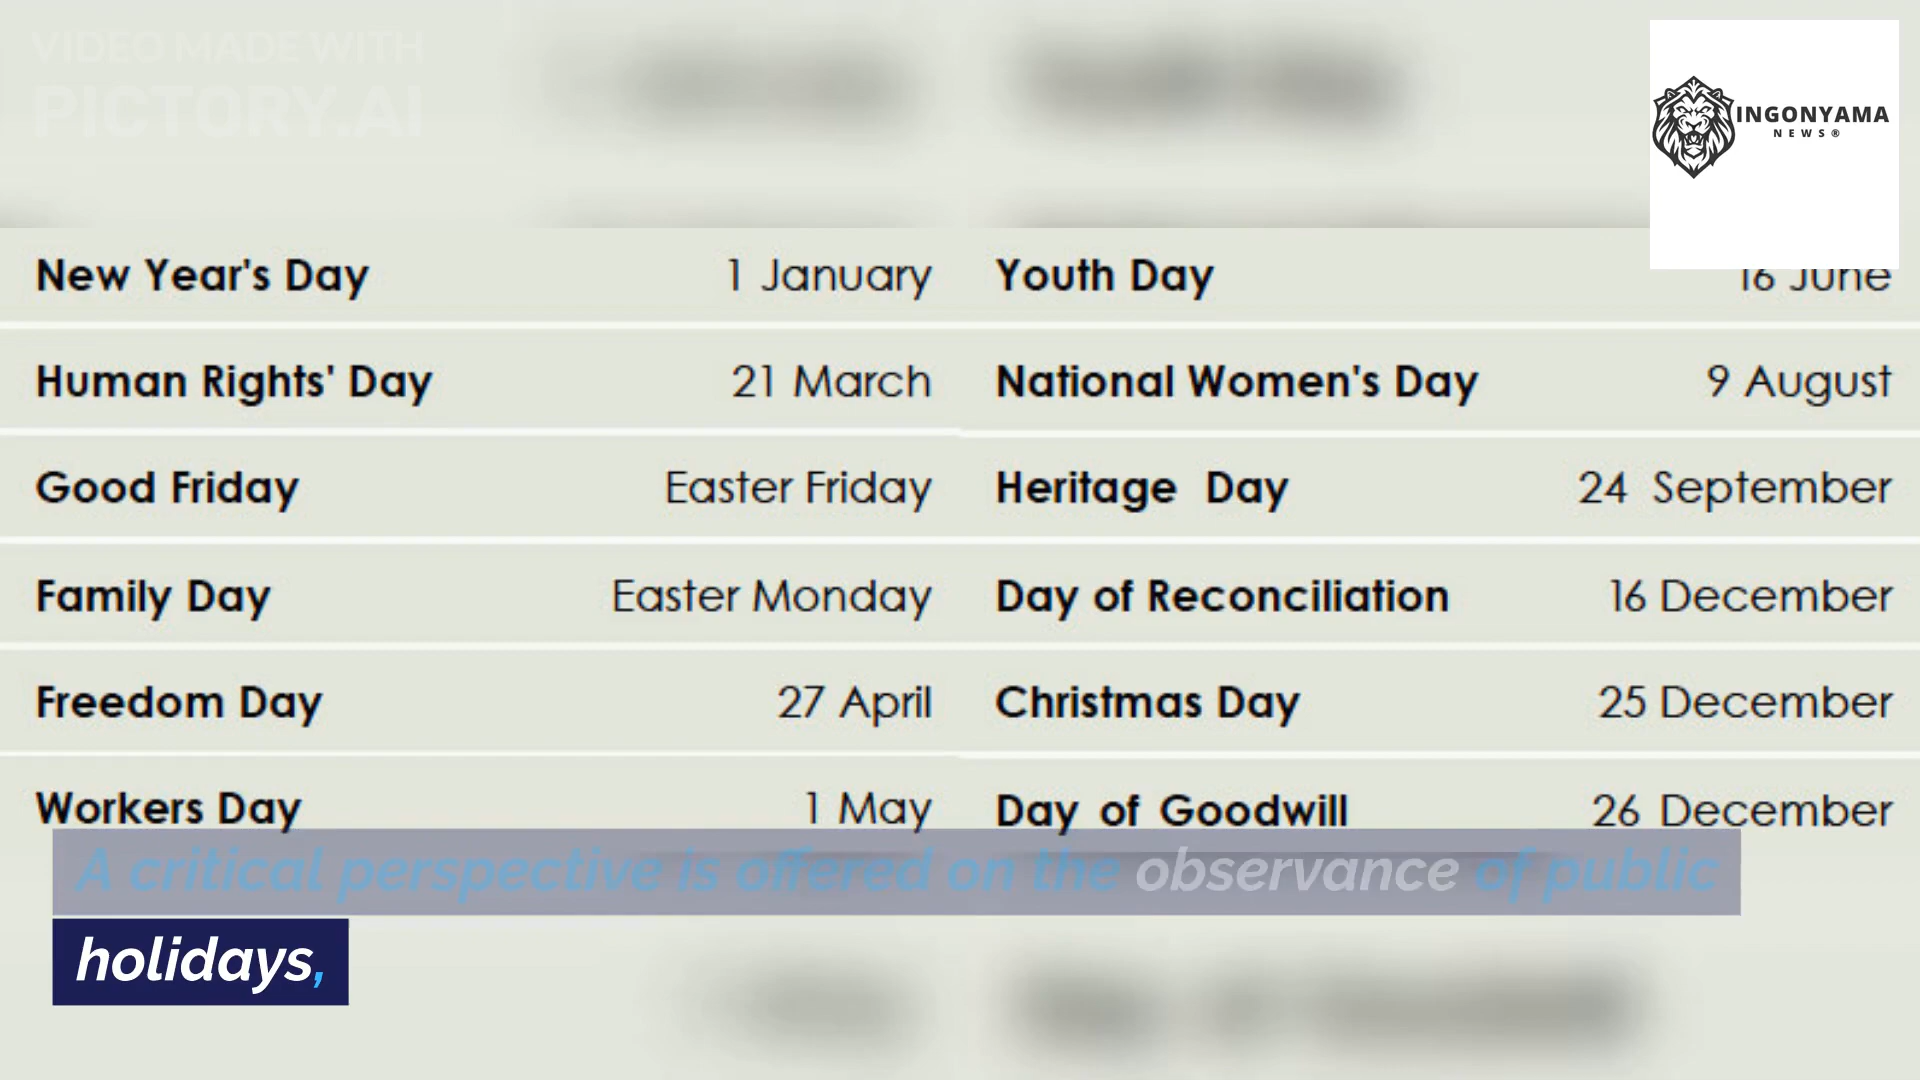 VIDEO MADE WITH
PICTORY.AI
INGONYAMA
NEWS®
New Year's Day 1 January
Human Rights' Day 21 March
Good Friday Easter Friday
Family Day Easter Monday
Freedom Day 27 April
Workers Day 1 May
Youth Day 16 June
National Women's Day 9 August
Heritage Day 24 September
Day of Reconciliation 16 December
Christmas Day 25 December
Day of Goodwill 26 December
A critical perspective is offered on the observance of public
holidays,